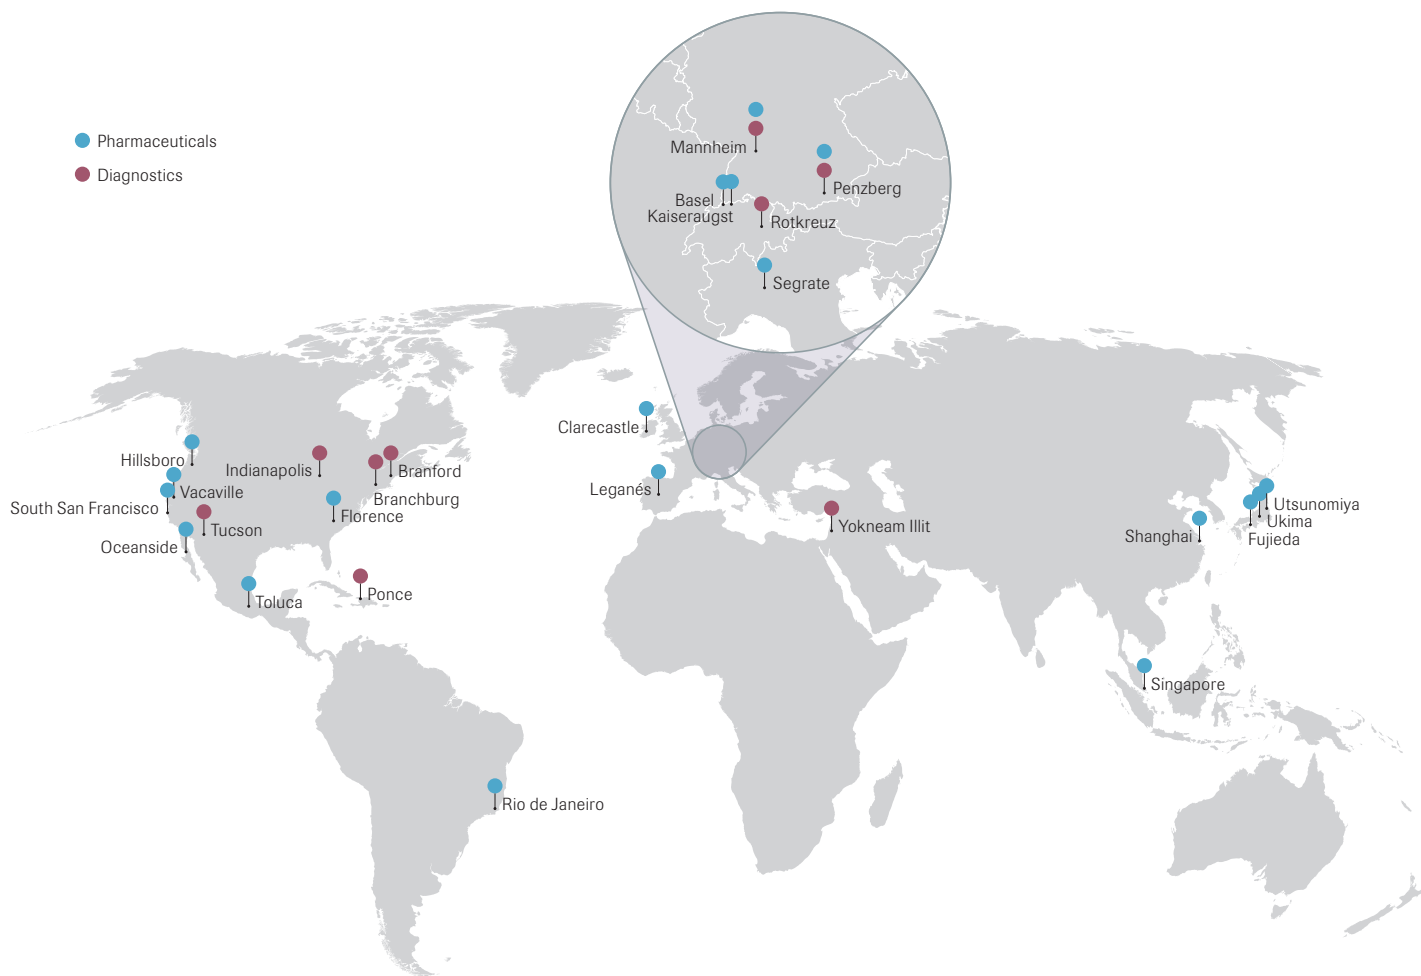 Pharmaceuticals
Diagnostics
Mannheim
Penzberg
Basel
Kaiseraugst
Rotkreuz
Segrate
Clarecastle
Leganés
Hillsboro
Indianapolis
Branford
Vacaville
Branchburg
South San Francisco
Florence
Tucson
Oceanside
Toluca
Ponce
Rio de Janeiro
Yokneam Illit
Utsunomiya
Ukima
Fujieda
Shanghai
Singapore